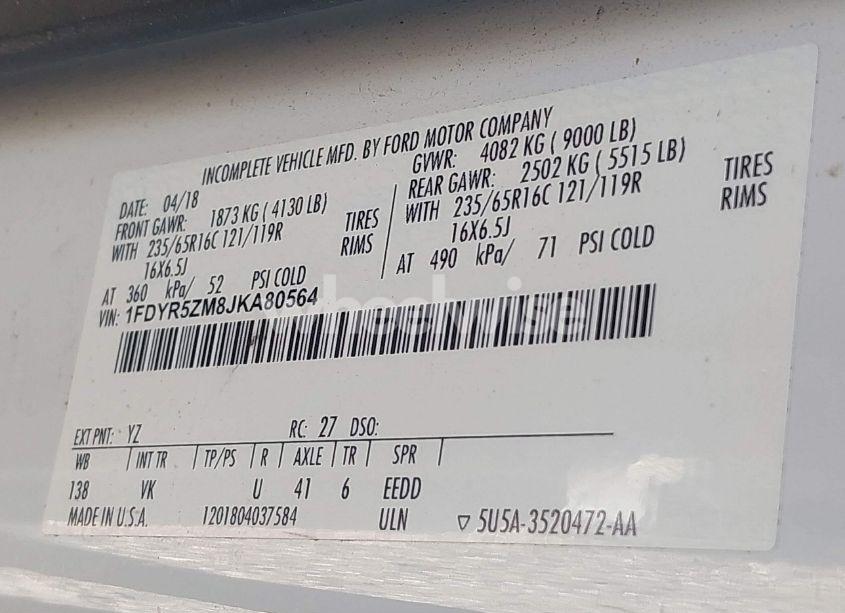 INCOMPLETE VEHICLE MFD. BY FORD MOTOR COMPANY
DATE: 04/18 GVWR: 4082 KG ( 9000 LB)
FRONT GAWR: 1873 KG ( 4130 LB) REAR GAWR: 2502 KG ( 5515 LB)
WITH 235/65R16C 121/119R TIRES WITH 235/65R16C 121/119R TIRES
16X6.5J RIMS 16X6.5J RIMS
AT 360 kPa/ 52 PSI COLD AT 490 kPa/ 71 PSI COLD
VIN: 1FDYR5ZM8JKA80564
wheelwise
EXT PNT: YZ RC: 27 DSO:
WB INT TR TP/PS R AXLE TR SPR
138 VK U 41 6 EEDD
MADE IN U.S.A. 1201804037584 ULN ▽ 5U5A-3520472-AA